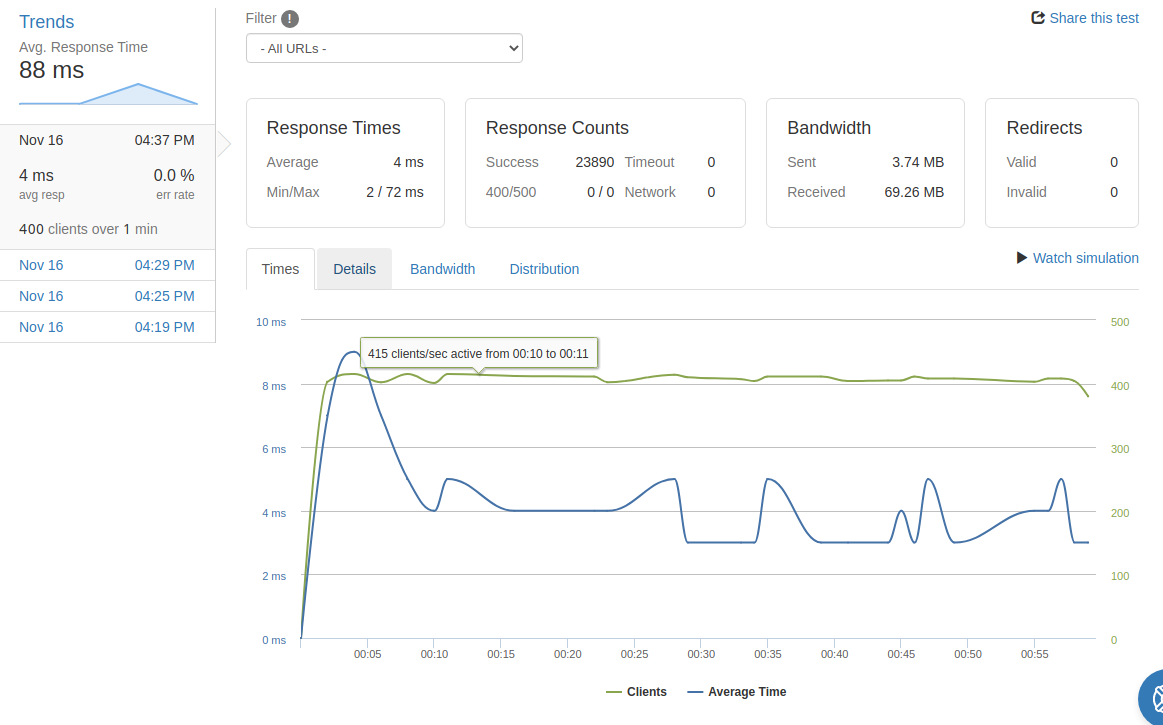 Trends
Avg. Response Time
88 ms
Nov 16 04:37 PM
4 ms 0.0 %
avg resp err rate
400 clients over 1 min
Nov 16 04:29 PM
Nov 16 04:25 PM
Nov 16 04:19 PM
Filter !
- All URLs -
Share this test
Response Times
Average 4 ms
Min/Max 2 / 72 ms
Response Counts
Success 23890 Timeout 0
400/500 0 / 0 Network 0
Bandwidth
Sent 3.74 MB
Received 69.26 MB
Redirects
Valid 0
Invalid 0
Times Details Bandwidth Distribution
Watch simulation
10 ms 500
415 clients/sec active from 00:10 to 00:11
8 ms 400
6 ms 300
4 ms 200
2 ms 100
0 ms 0
00:05 00:10 00:15 00:20 00:25 00:30 00:35 00:40 00:45 00:50 00:55
Clients Average Time